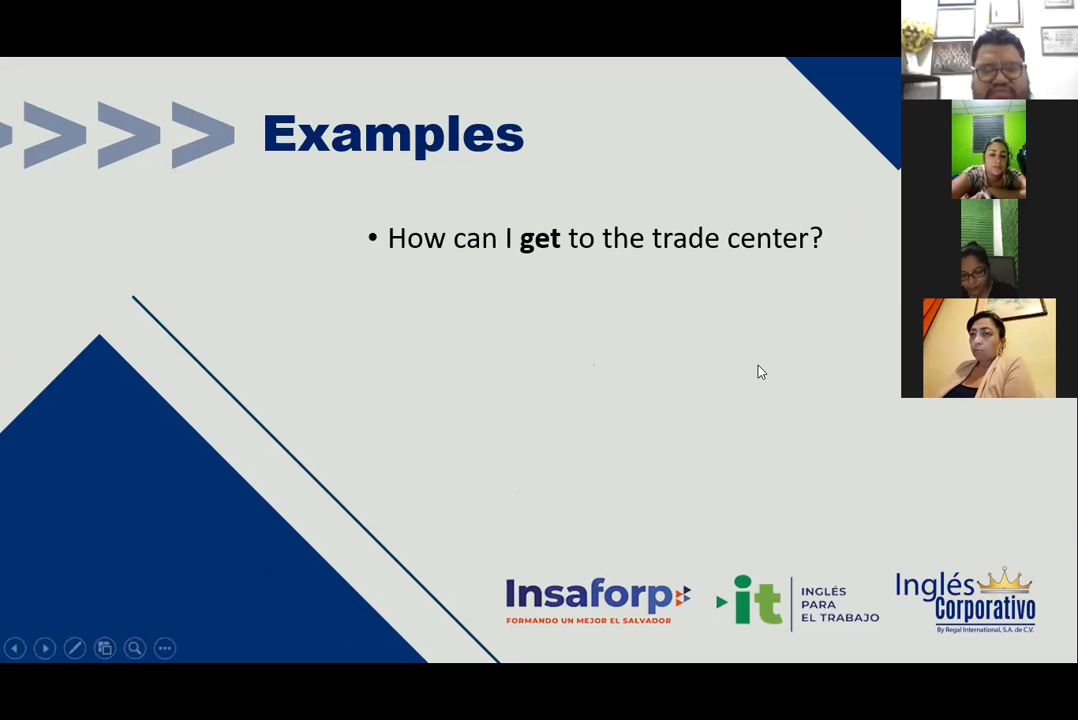 Examples
• How can I get to the trade center?
Insaforp
FORMANDO UN MEJOR EL SALVADOR
it
INGLÉS
PARA
EL TRABAJO
Inglés
Corporativo
By Regal International, S.A. de C.V.